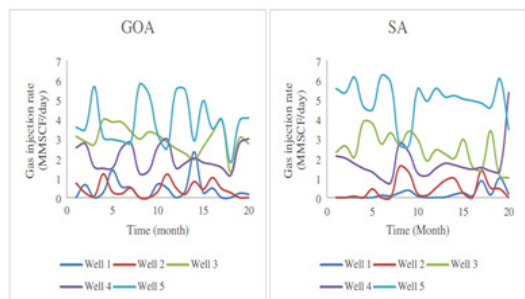 GOA
Gas injection rate
(MMSCF/day)
7
6
5
4
3
2
1
0
0 5 10 15 20
Time (month)
Well 1 Well 2 Well 3
Well 4 Well 5
SA
Gas injection rate
(MMSCF/day)
7
6
5
4
3
2
1
0
0 5 10 15 20
Time (Month)
Well 1 Well 2 Well 3
Well 4 Well 5